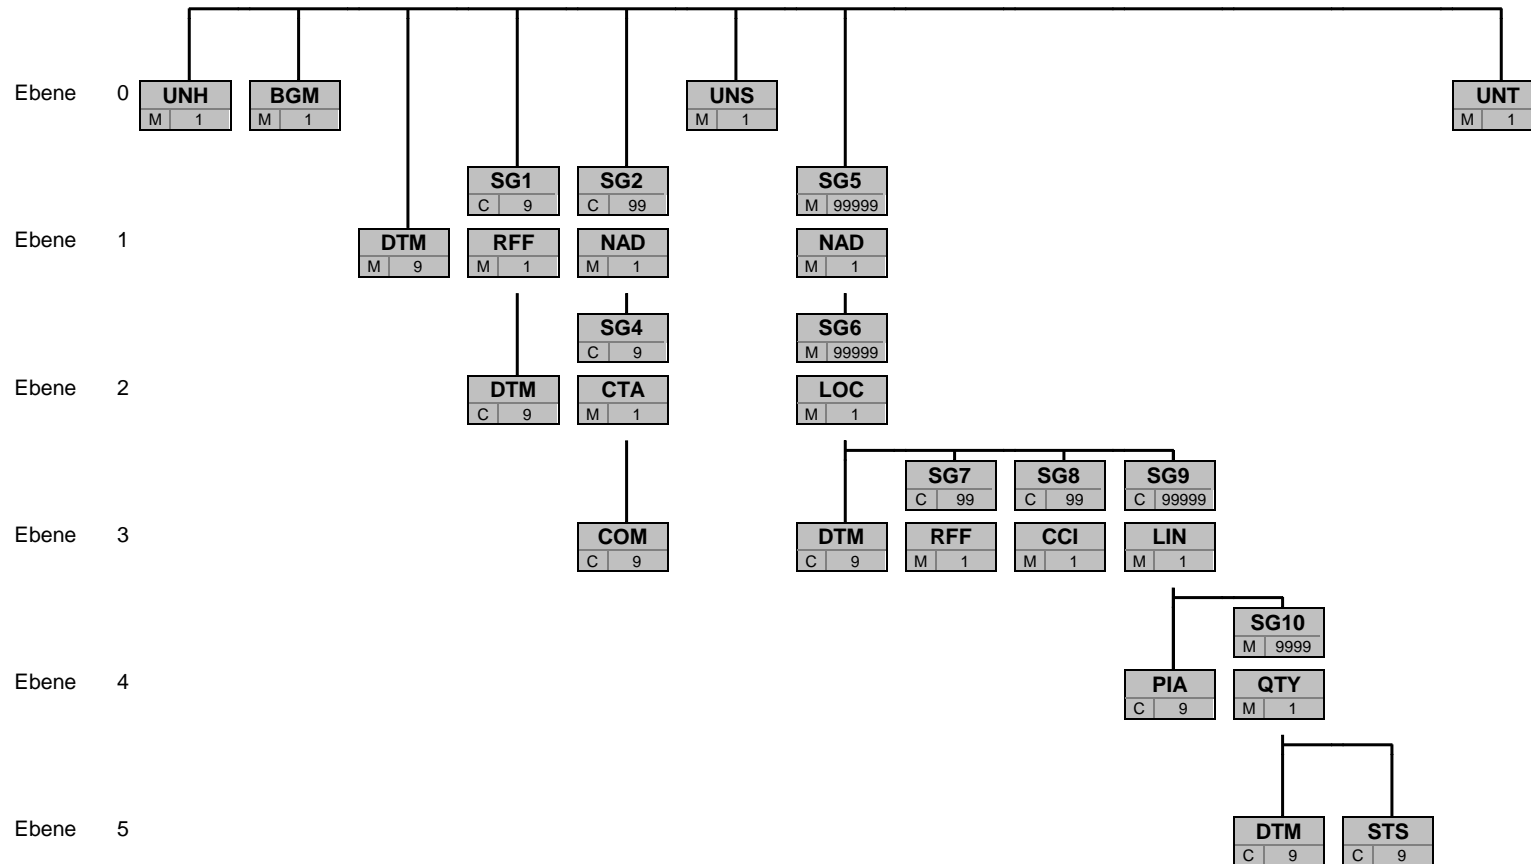 Ebene 0 UNH BGM UNS UNT
M 1 M 1 M 1 M 1
SG1 SG2 SG5
C 9 C 99 M 99999
Ebene 1 DTM RFF NAD NAD
M 9 M 1 M 1 M 1
SG4 SG6
C 9 M 99999
Ebene 2 DTM CTA LOC
C 9 M 1 M 1
SG7 SG8 SG9
C 99 C 99 C 99999
Ebene 3 COM DTM RFF CCI LIN
C 9 C 9 M 1 M 1 M 1
SG10
M 9999
Ebene 4 PIA QTY
C 9 M 1
Ebene 5 DTM STS
C 9 C 9